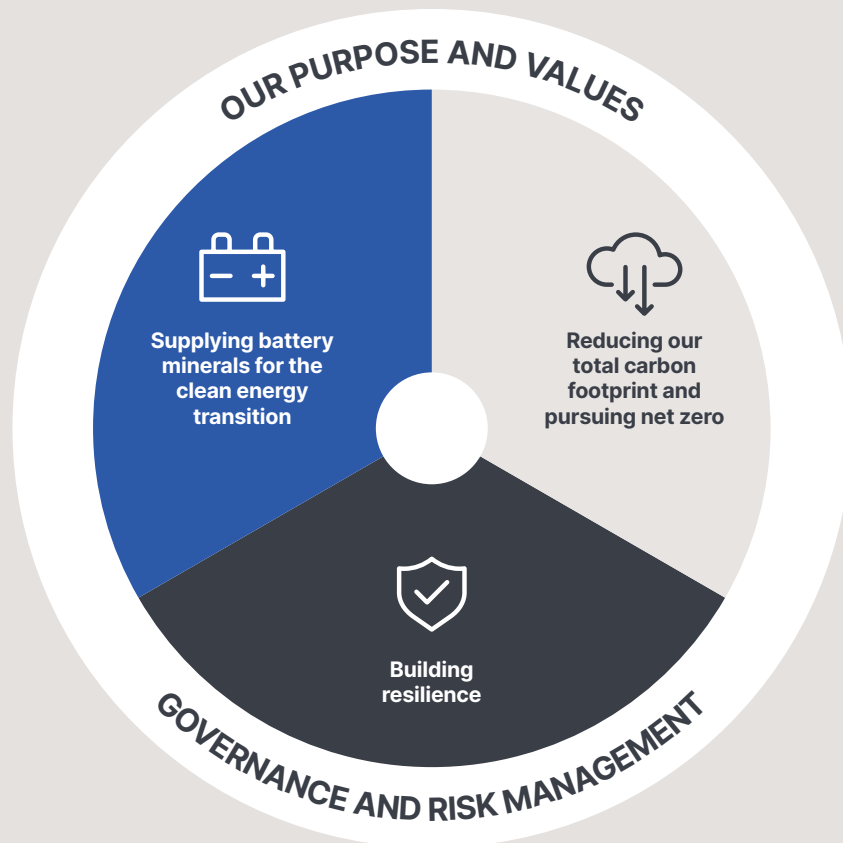 OUR PURPOSE AND VALUES
Supplying battery
minerals for the
clean energy
transition
Reducing our
total carbon
footprint and
pursuing net zero
Building
resilience
GOVERNANCE AND RISK MANAGEMENT